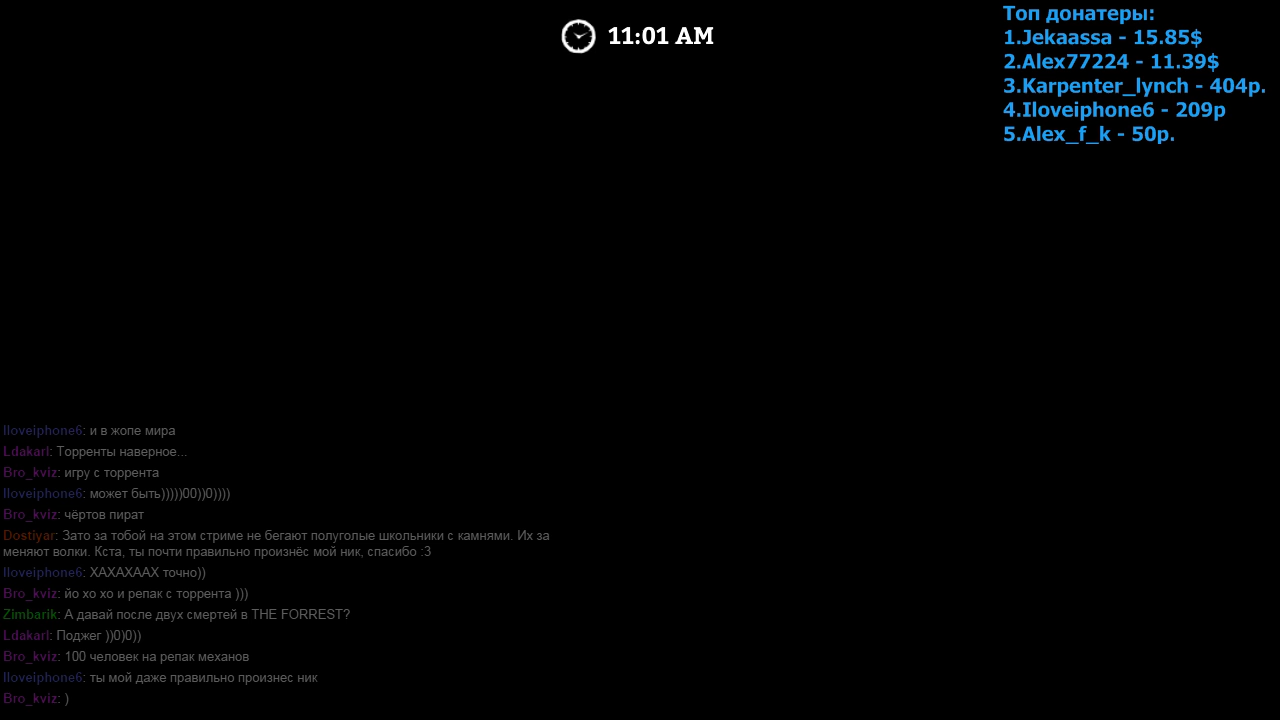 11:01 AM
Топ донатеры:
1.Jekaassa - 15.85$
2.Alex77224 - 11.39$
3.Karpenter_lynch - 404р.
4.Iloveiphone6 - 209р
5.Alex_f_k - 50р.
Iloveiphone6: и в жопе мира
Ldakarl: Торренты наверное...
Bro_kviz: игру с торрента
Iloveiphone6: может быть)))))00))0))))
Bro_kviz: чёртов пират
Dostiyar: Зато за тобой на этом стриме не бегают полуголые школьники с камнями. Их за
меняют волки. Кста, ты почти правильно произнёс мой ник, спасибо :3
Iloveiphone6: ХАХАХААХ точно))
Bro_kviz: йо хо хо и репак с торрента )))
Zimbarik: А давай после двух смертей в THE FORREST?
Ldakarl: Поджег ))0)0))
Bro_kviz: 100 человек на репак механов
Iloveiphone6: ты мой даже правильно произнес ник
Bro_kviz: )